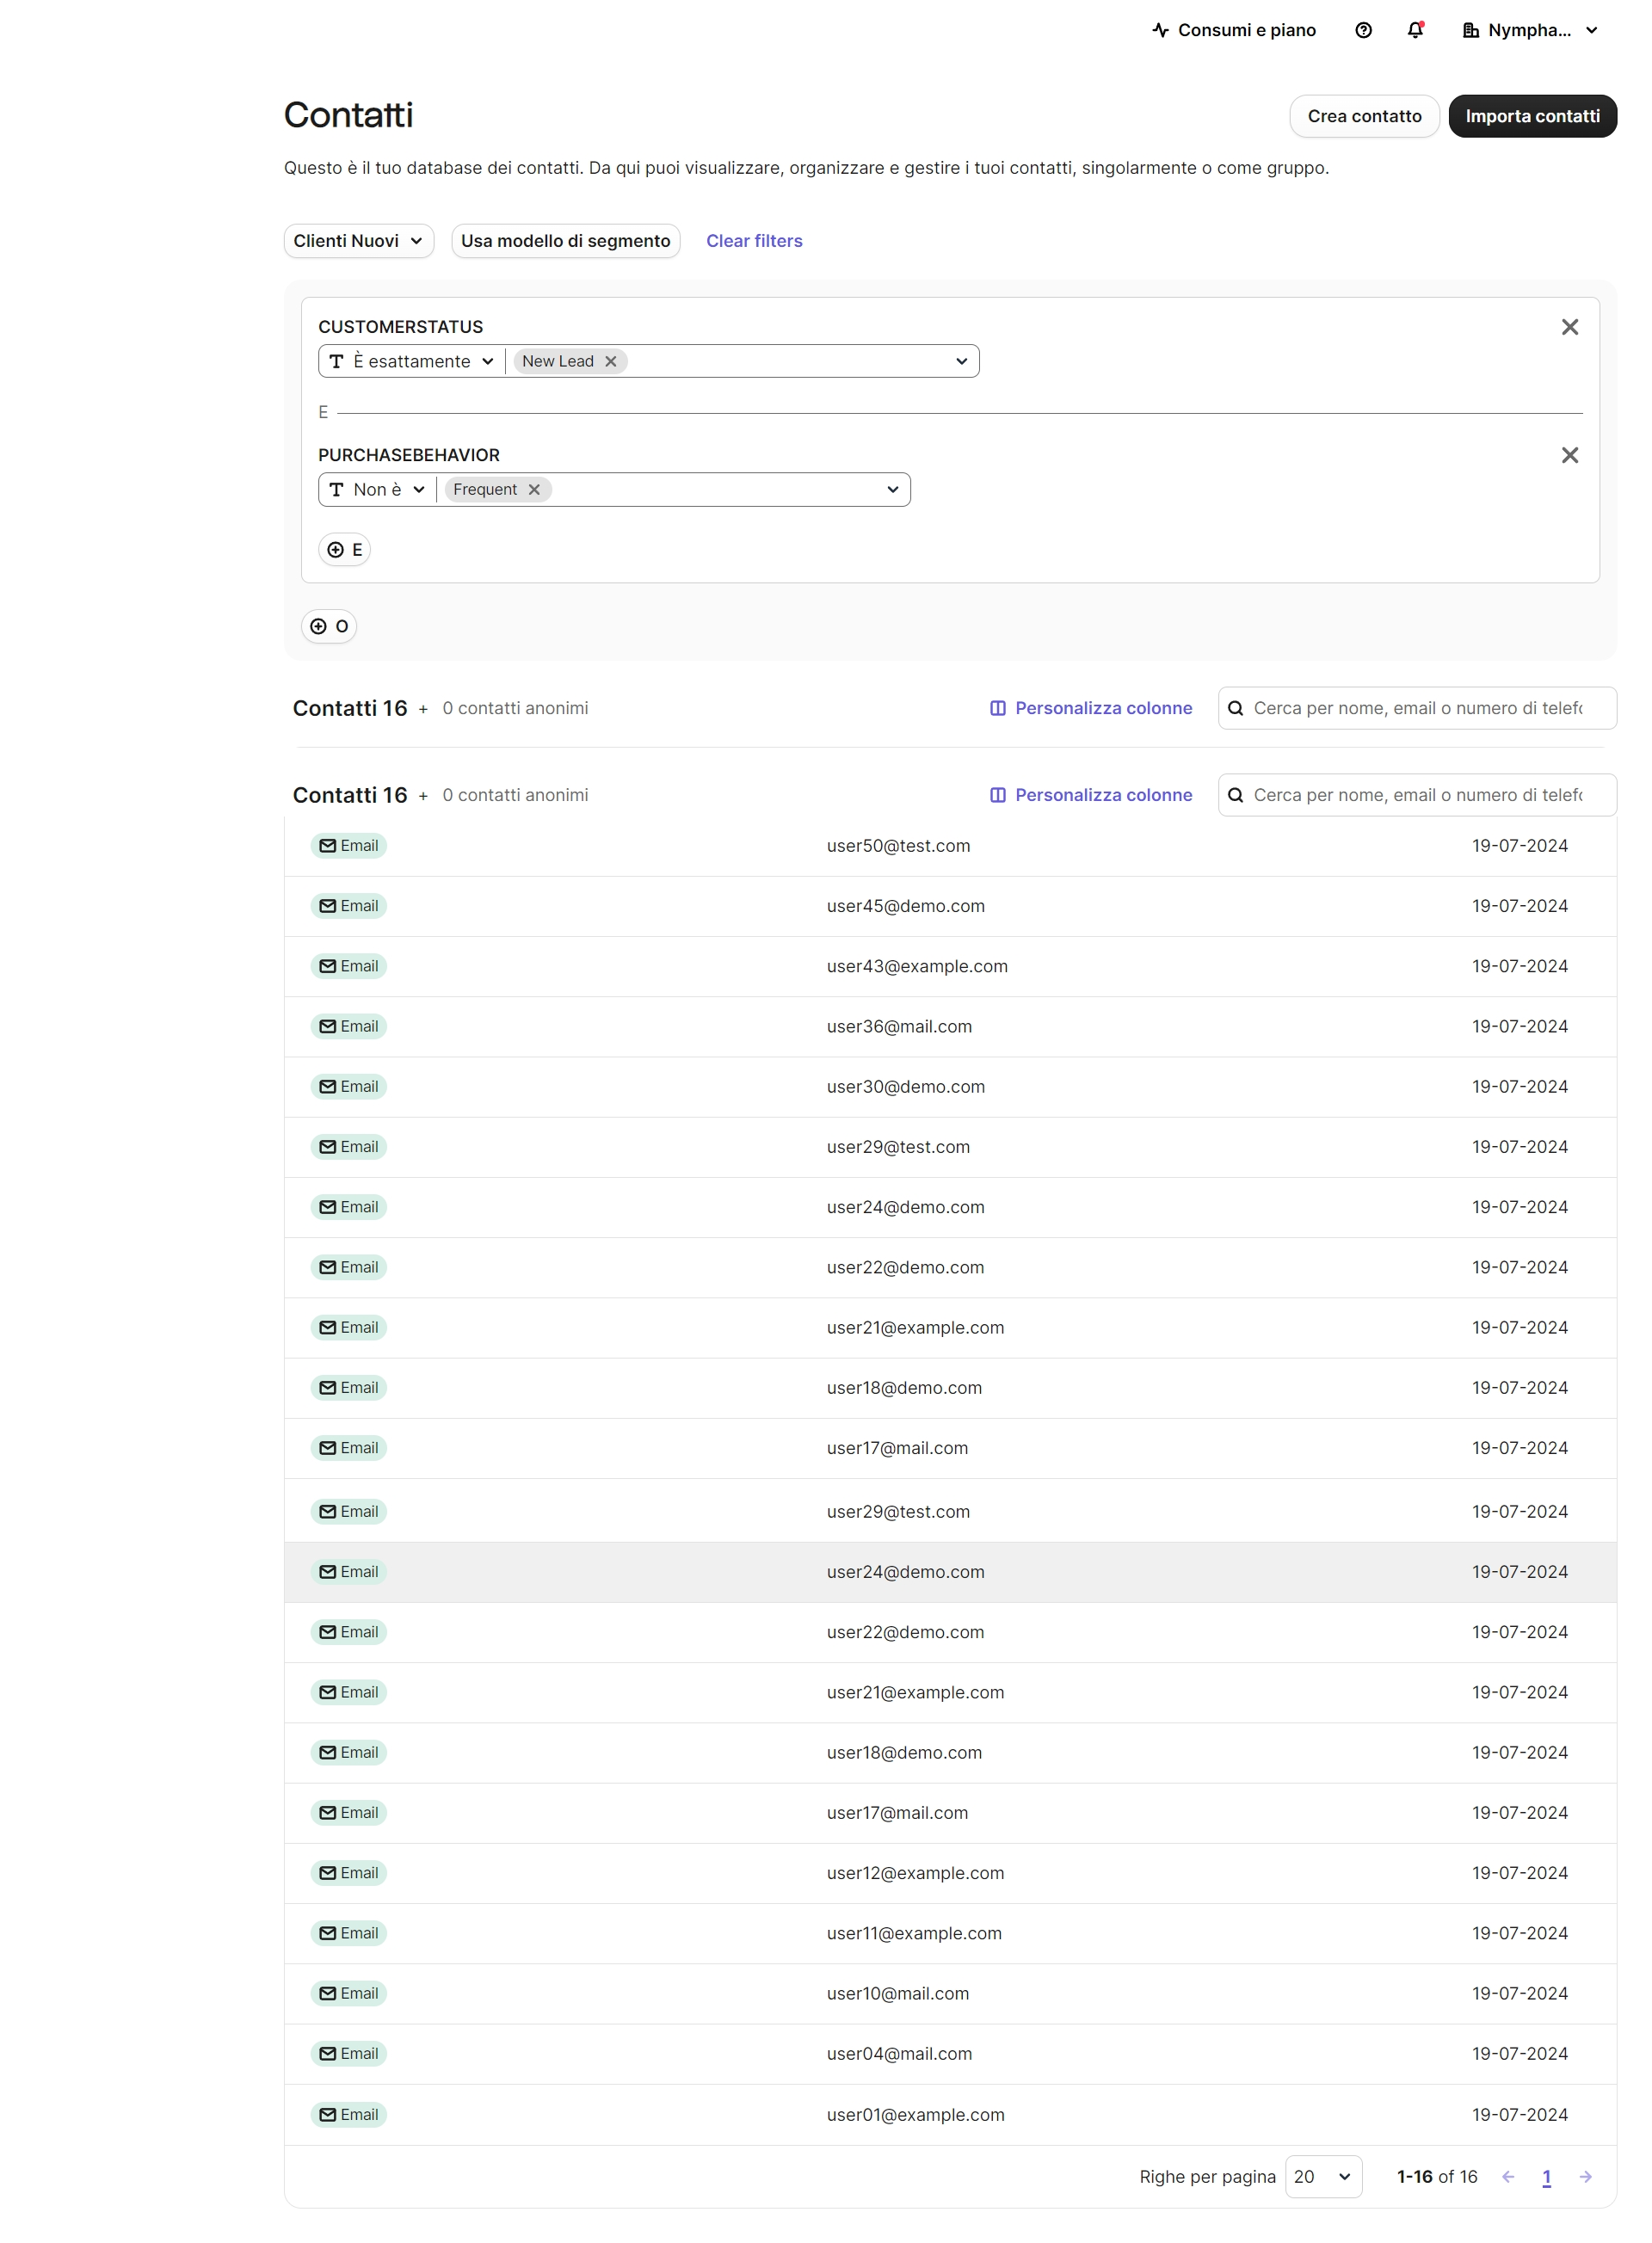 Consumi e piano Nympha...
Contatti Crea contatto Importa contatti
Questo è il tuo database dei contatti. Da qui puoi visualizzare, organizzare e gestire i tuoi contatti, singolarmente o come gruppo.
Clienti Nuovi Usa modello di segmento Clear filters
CUSTOMERSTATUS
È esattamente New Lead
E
PURCHASEBEHAVIOR
Non è Frequent
E
O
Contatti 16 + 0 contatti anonimi Personalizza colonne Cerca per nome, email o numero di telefo
Contatti 16 + 0 contatti anonimi Personalizza colonne Cerca per nome, email o numero di telefo
Email user50@test.com 19-07-2024
Email user45@demo.com 19-07-2024
Email user43@example.com 19-07-2024
Email user36@mail.com 19-07-2024
Email user30@demo.com 19-07-2024
Email user29@test.com 19-07-2024
Email user24@demo.com 19-07-2024
Email user22@demo.com 19-07-2024
Email user21@example.com 19-07-2024
Email user18@demo.com 19-07-2024
Email user17@mail.com 19-07-2024
Email user29@test.com 19-07-2024
Email user24@demo.com 19-07-2024
Email user22@demo.com 19-07-2024
Email user21@example.com 19-07-2024
Email user18@demo.com 19-07-2024
Email user17@mail.com 19-07-2024
Email user12@example.com 19-07-2024
Email user11@example.com 19-07-2024
Email user10@mail.com 19-07-2024
Email user04@mail.com 19-07-2024
Email user01@example.com 19-07-2024
Righe per pagina 20 1-16 of 16 1